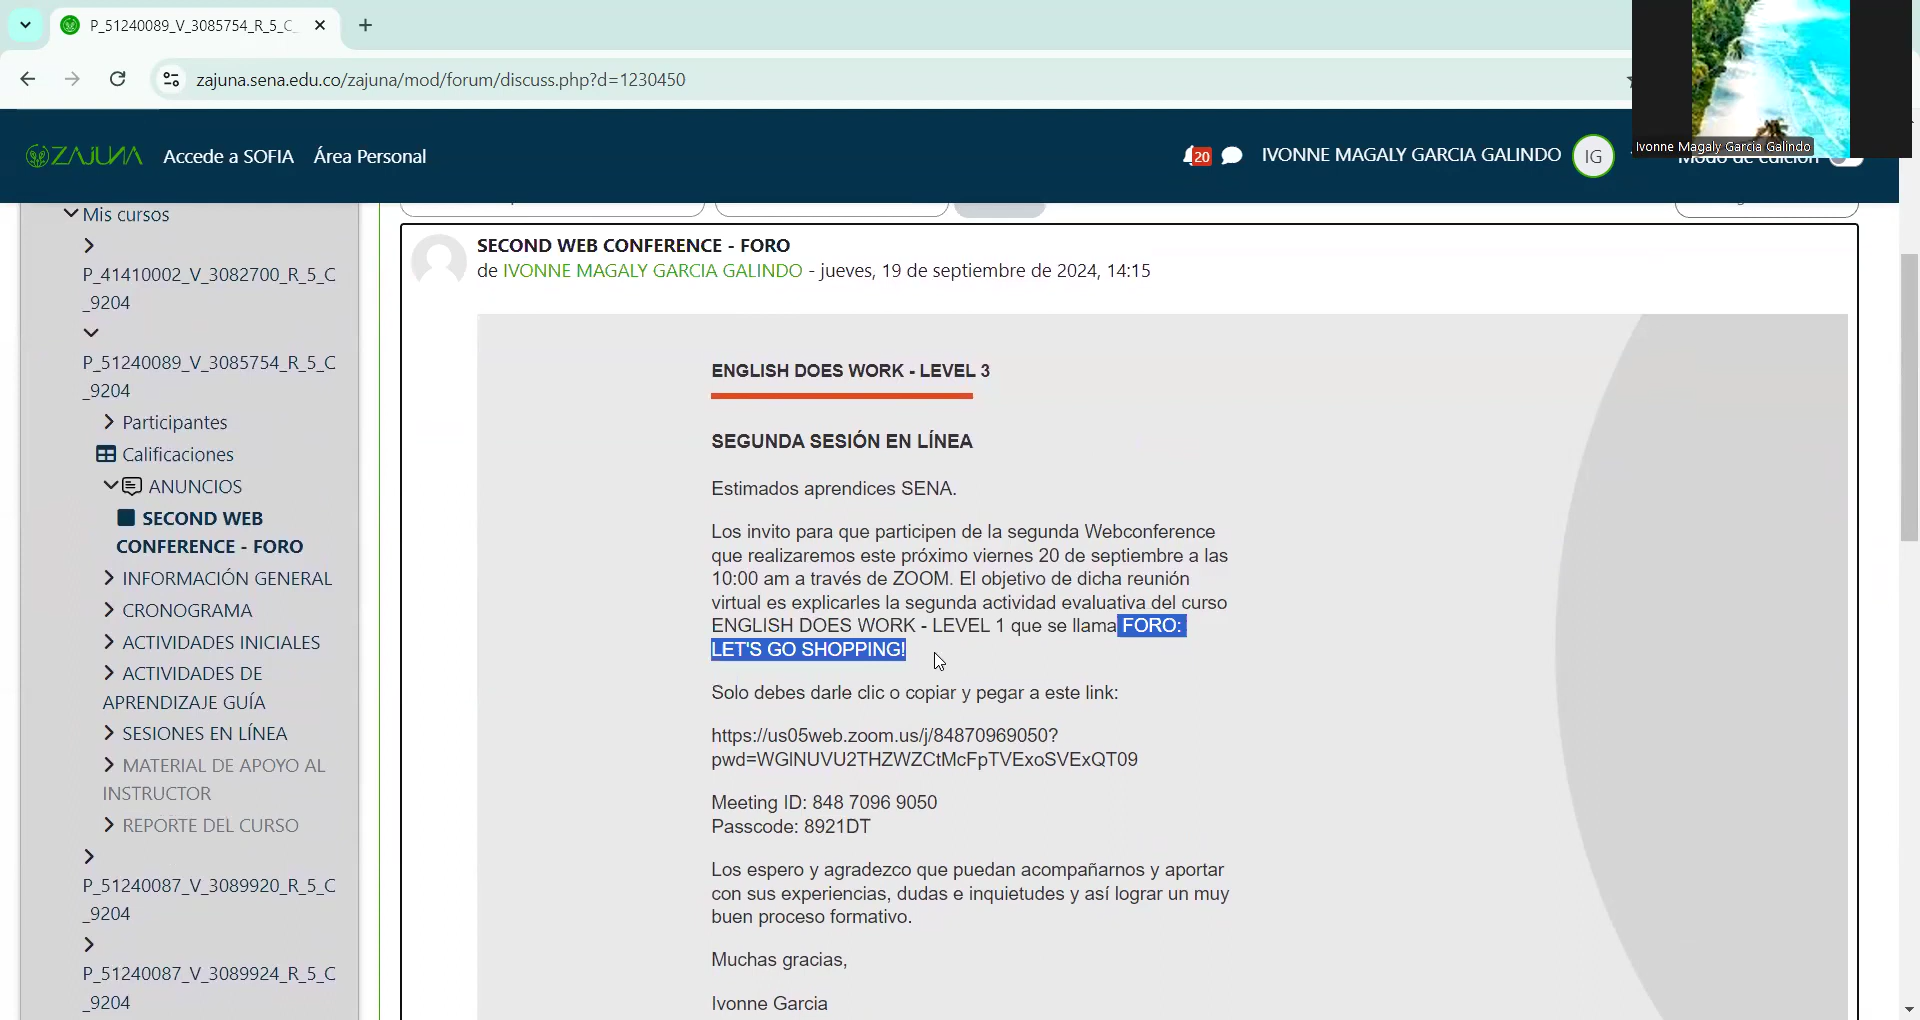 P_51240089_V_3085754_R_5_C_
zajuna.sena.edu.co/zajuna/mod/forum/discuss.php?d=1230450
Ivonne Magaly Garcia Galindo
ZAJUNA
Accede a SOFIA
Área Personal
20
IVONNE MAGALY GARCIA GALINDO
IG
Modo de edición
Mis cursos
P_41410002_V_3082700_R_5_C
_9204
P_51240089_V_3085754_R_5_C
_9204
Participantes
Calificaciones
ANUNCIOS
SECOND WEB
CONFERENCE - FORO
INFORMACIÓN GENERAL
CRONOGRAMA
ACTIVIDADES INICIALES
ACTIVIDADES DE
APRENDIZAJE GUÍA
SESIONES EN LÍNEA
MATERIAL DE APOYO AL
INSTRUCTOR
REPORTE DEL CURSO
P_51240087_V_3089920_R_5_C
_9204
P_51240087_V_3089924_R_5_C
_9204
SECOND WEB CONFERENCE - FORO
de IVONNE MAGALY GARCIA GALINDO - jueves, 19 de septiembre de 2024, 14:15
ENGLISH DOES WORK - LEVEL 3
SEGUNDA SESIÓN EN LÍNEA
Estimados aprendices SENA.
Los invito para que participen de la segunda Webconference
que realizaremos este próximo viernes 20 de septiembre a las
10:00 am a través de ZOOM. El objetivo de dicha reunión
virtual es explicarles la segunda actividad evaluativa del curso
ENGLISH DOES WORK - LEVEL 1 que se llama FORO:
LET'S GO SHOPPING!
Solo debes darle clic o copiar y pegar a este link:
https://us05web.zoom.us/j/84870969050?
pwd=WGlNUVU2THZWZCtMcFpTVExoSVExQT09
Meeting ID: 848 7096 9050
Passcode: 8921DT
Los espero y agradezco que puedan acompañarnos y aportar
con sus experiencias, dudas e inquietudes y así lograr un muy
buen proceso formativo.
Muchas gracias,
Ivonne Garcia